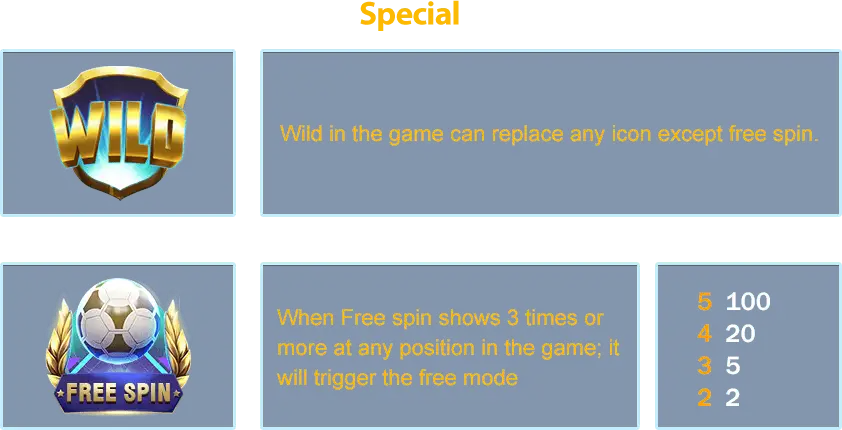 Special
WILD
Wild in the game can replace any icon except free spin.
FREE SPIN
When Free spin shows 3 times or
more at any position in the game; it
will trigger the free mode
5 100
4 20
3 5
2 2